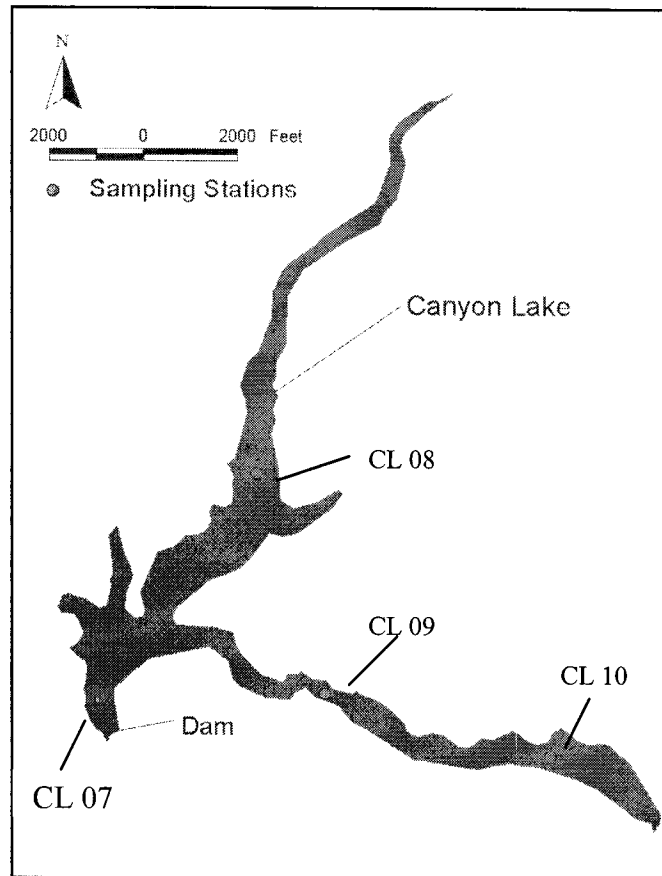 N
2000 0 2000 Feet
Sampling Stations
Canyon Lake
CL 08
CL 09
CL 10
Dam
CL 07